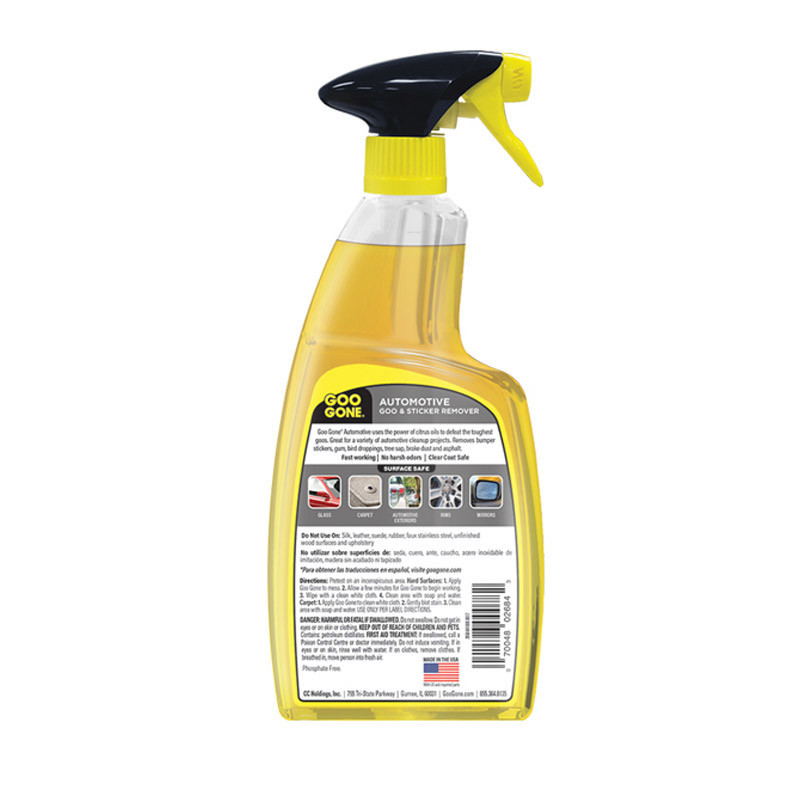 GOO
GONE®
AUTOMOTIVE
GOO & STICKER REMOVER
Goo Gone® Automotive uses the power of citrus oils to defeat the toughest
goos. Great for a variety of automotive cleanup projects. Removes bumper
stickers, gum, bird droppings, tree sap, brake dust and asphalt.
Fast working | No harsh odors | Clear Coat Safe
SURFACE SAFE
GLASS
CARPET
AUTOMOTIVE
EXTERIORS
RIMS
MIRRORS
Do Not Use On: Silk, leather, suede, rubber, faux stainless steel, unfinished
wood surfaces and upholstery
No utilizar sobre superficies de: seda, cuero, ante, caucho, acero inoxidable de
imitación, madera sin acabado ni tapizado
*Para obtener las traducciones en español, visite googone.com
Directions: Pretest on an inconspicuous area. Hard Surfaces: 1. Apply
Goo Gone to mess. 2. Allow a few minutes for Goo Gone to begin working.
3. Wipe with a clean white cloth. 4. Clean area with soap and water.
Carpet: 1. Apply Goo Gone to clean white cloth. 2. Gently blot stain. 3. Clean
area with soap and water. USE ONLY PER LABEL DIRECTIONS.
DANGER: HARMFUL OR FATAL IF SWALLOWED. Do not swallow. Do not get in
eyes or on skin or clothing. KEEP OUT OF REACH OF CHILDREN AND PETS.
Contains: petroleum distillates. FIRST AID TREATMENT: If swallowed, call a
Poison Control Centre or doctor immediately. Do not induce vomiting. If in
eyes or on skin, rinse well with water. If on clothes, remove clothes. If
breathed in, move person into fresh air.
Phosphate Free.
MADE IN THE USA
With US and imported parts
0 70048 02684 3
CC Holdings, Inc. | 755 Tri-State Parkway | Gurnee, IL 60031 | GooGone.com | 855.384.8135